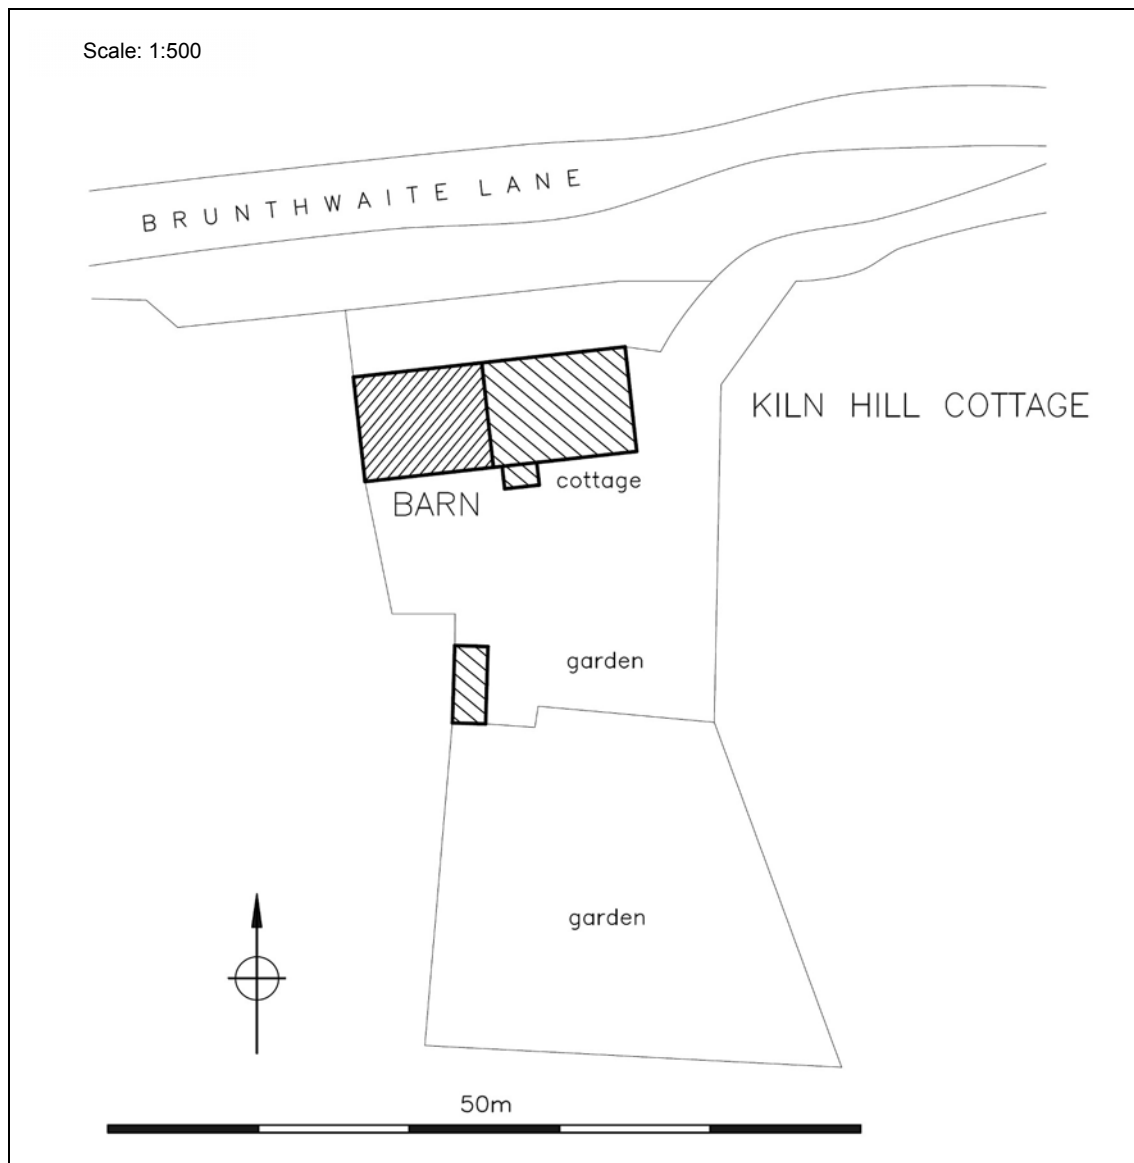 Scale: 1:500
BRUNTHWAITE LANE
KILN HILL COTTAGE
cottage
BARN
garden
garden
50m